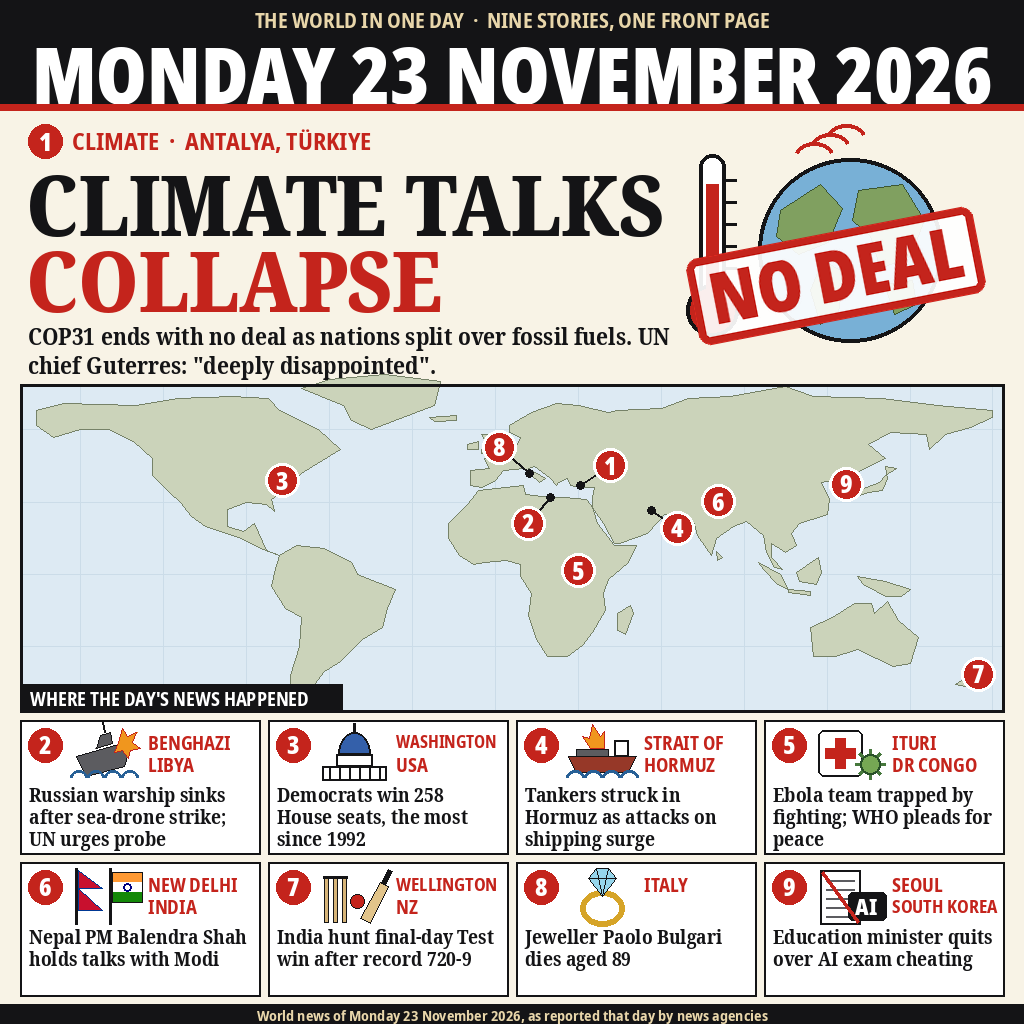 THE WORLD IN ONE DAY · NINE STORIES, ONE FRONT PAGE
MONDAY 23 NOVEMBER 2026
1 CLIMATE · ANTALYA, TÜRKIYE
CLIMATE TALKS
COLLAPSE
COP31 ends with no deal as nations split over fossil fuels. UN
chief Guterres: "deeply disappointed".
NO DEAL
8
1
3
9
6
2
4
5
7
WHERE THE DAY'S NEWS HAPPENED
2 BENGHAZI
LIBYA
Russian warship sinks
after sea-drone strike;
UN urges probe
3 WASHINGTON
USA
Democrats win 258
House seats, the most
since 1992
4 STRAIT OF
HORMUZ
Tankers struck in
Hormuz as attacks on
shipping surge
5 ITURI
DR CONGO
Ebola team trapped by
fighting; WHO pleads for
peace
6 NEW DELHI
INDIA
Nepal PM Balendra Shah
holds talks with Modi
7 WELLINGTON
NZ
India hunt final-day Test
win after record 720-9
8 ITALY
Jeweller Paolo Bulgari
dies aged 89
9 AI SEOUL
SOUTH KOREA
Education minister quits
over AI exam cheating
World news of Monday 23 November 2026, as reported that day by news agencies